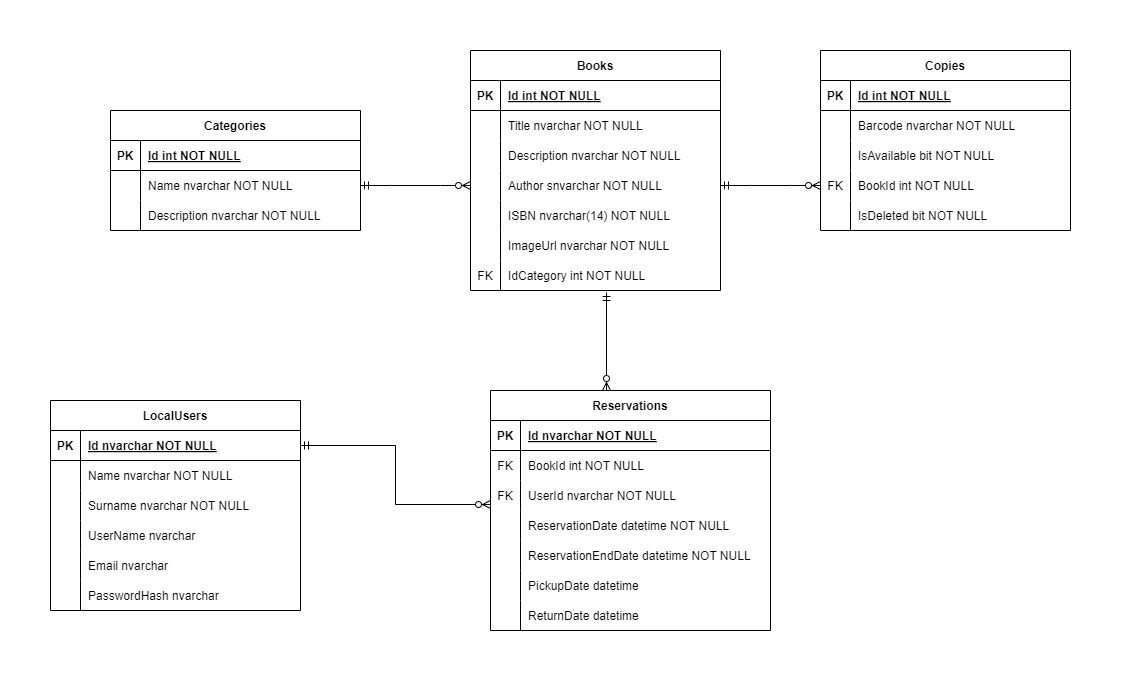 Books
PK Id int NOT NULL
Title nvarchar NOT NULL
Description nvarchar NOT NULL
Author snvarchar NOT NULL
ISBN nvarchar(14) NOT NULL
ImageUrl nvarchar NOT NULL
FK IdCategory int NOT NULL
Copies
PK Id int NOT NULL
Barcode nvarchar NOT NULL
IsAvailable bit NOT NULL
FK BookId int NOT NULL
IsDeleted bit NOT NULL
Categories
PK Id int NOT NULL
Name nvarchar NOT NULL
Description nvarchar NOT NULL
LocalUsers
PK Id nvarchar NOT NULL
Name nvarchar NOT NULL
Surname nvarchar NOT NULL
UserName nvarchar
Email nvarchar
PasswordHash nvarchar
Reservations
PK Id nvarchar NOT NULL
FK BookId int NOT NULL
FK UserId nvarchar NOT NULL
ReservationDate datetime NOT NULL
ReservationEndDate datetime NOT NULL
PickupDate datetime
ReturnDate datetime